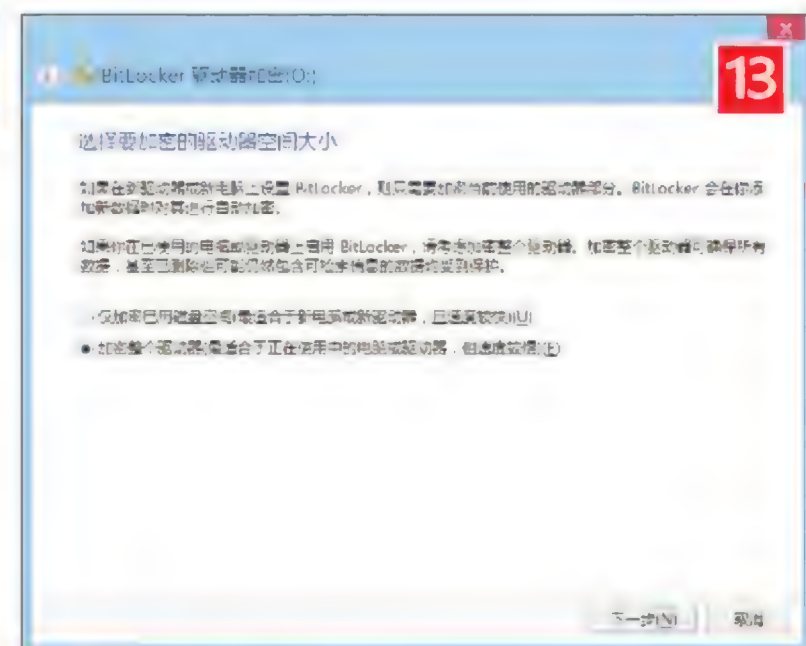 13
BitLocker 驱动器加密(O:)
选择要加密的驱动器空间大小
如果在新驱动器或新电脑上设置 BitLocker，则只需要加密当前使用的驱动器部分。BitLocker 会在你添
加新数据时对其进行自动加密。
如果你在已使用的电脑或驱动器上启用 BitLocker，请考虑加密整个驱动器。加密整个驱动器可确保所有
数据，甚至已删除但可能仍然包含可检索信息的数据均受到保护。
仅加密已用磁盘空间(最适合于新电脑或新驱动器，且速度较快)(U)
加密整个驱动器(最适合于正在使用中的电脑或驱动器，但速度较慢)(E)
下一步(N)
取消